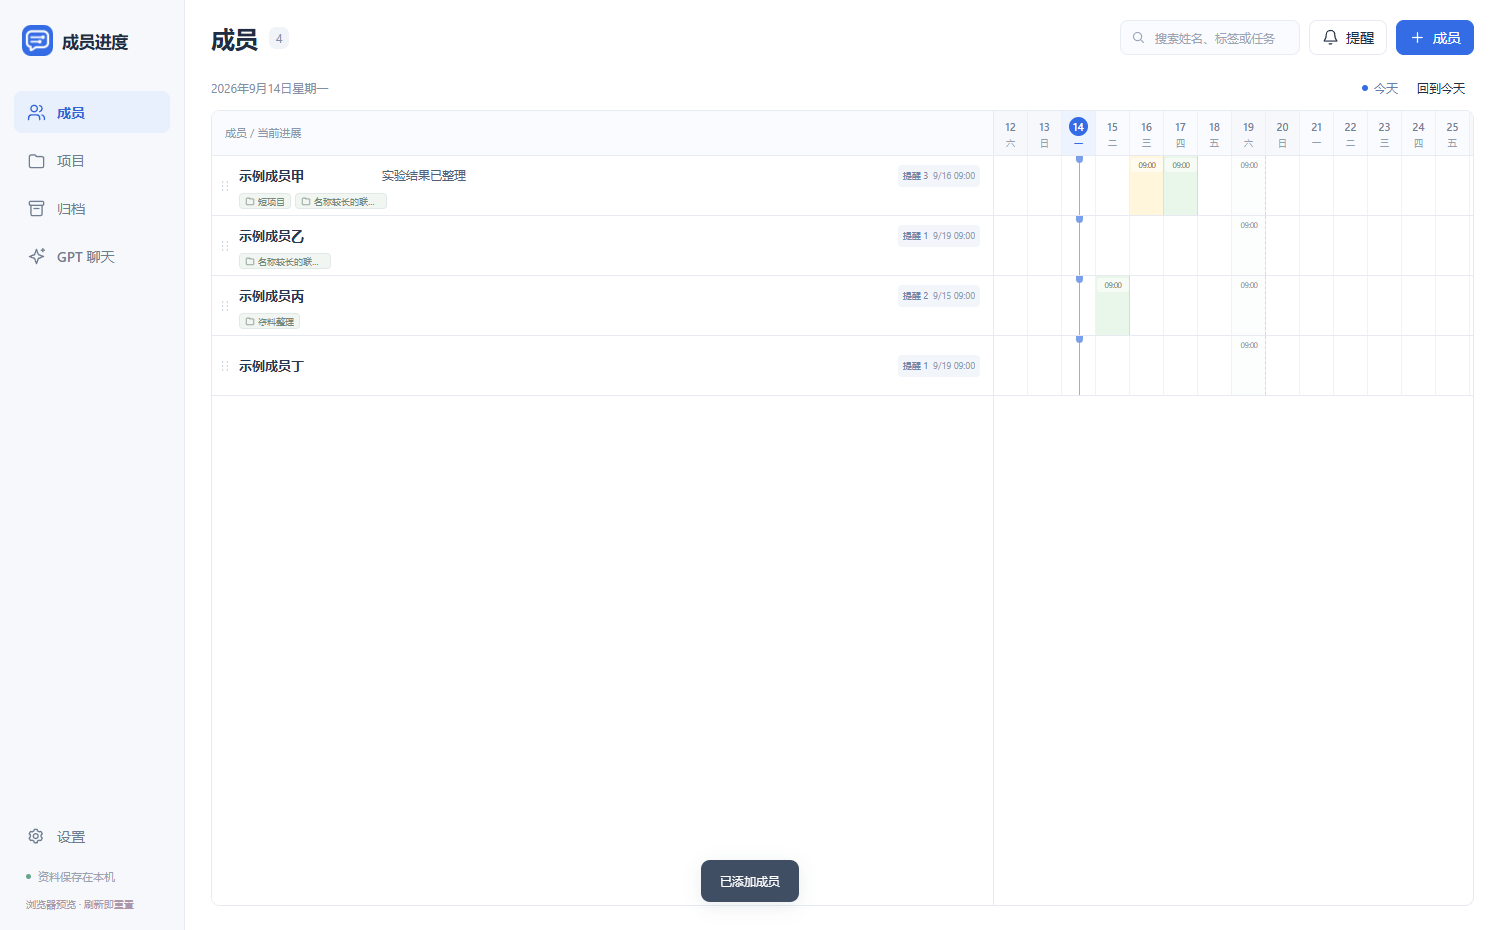 成员进度
成员
项目
归档
GPT 聊天
设置
资料保存在本机
浏览器预览 · 刷新即重置
成员 4
搜索姓名、标签或任务
提醒
成员
2026年9月14日星期一
今天
回到今天
成员 / 当前进展
12 13 14 15 16 17 18 19 20 21 22 23 24 25
六 日 一 二 三 四 五 六 日 一 二 三 四 五
示例成员甲 实验结果已整理 提醒 3 9/16 09:00 09:00 09:00 09:00
短项目 名称较长的联...
示例成员乙 提醒 1 9/19 09:00 09:00
名称较长的联...
示例成员丙 提醒 2 9/15 09:00 09:00 09:00
资料整理
示例成员丁 提醒 1 9/19 09:00 09:00
已添加成员